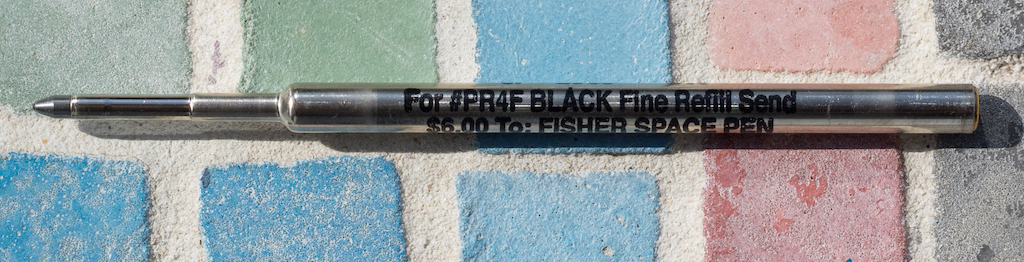 For #PR4F BLACK Fine Refill Send
$6.00 To: FISHER SPACE PEN